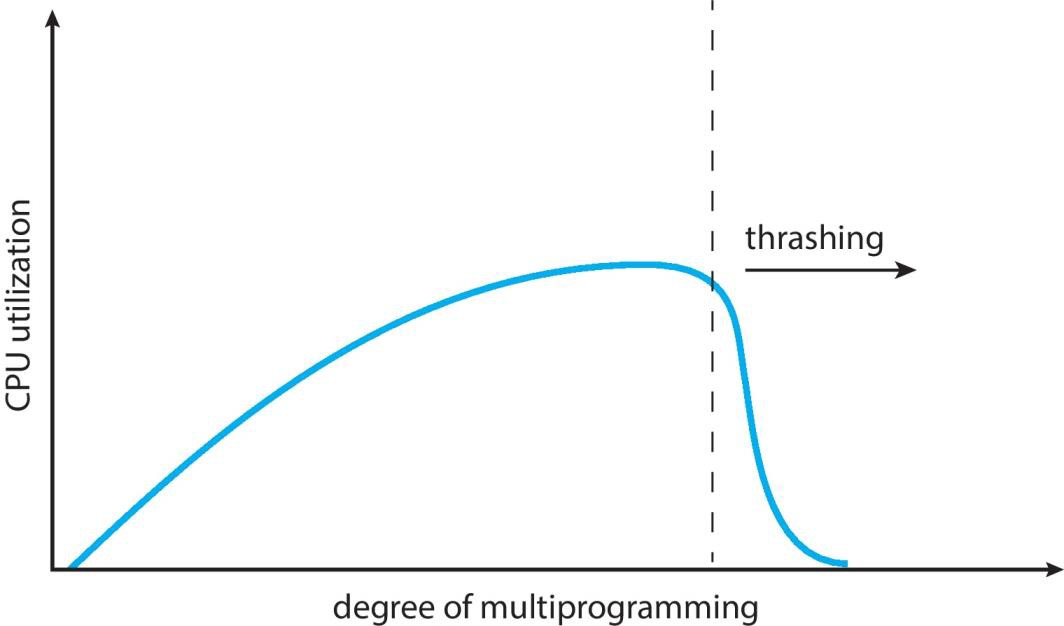 thrashing
CPU utilization
degree of multiprogramming